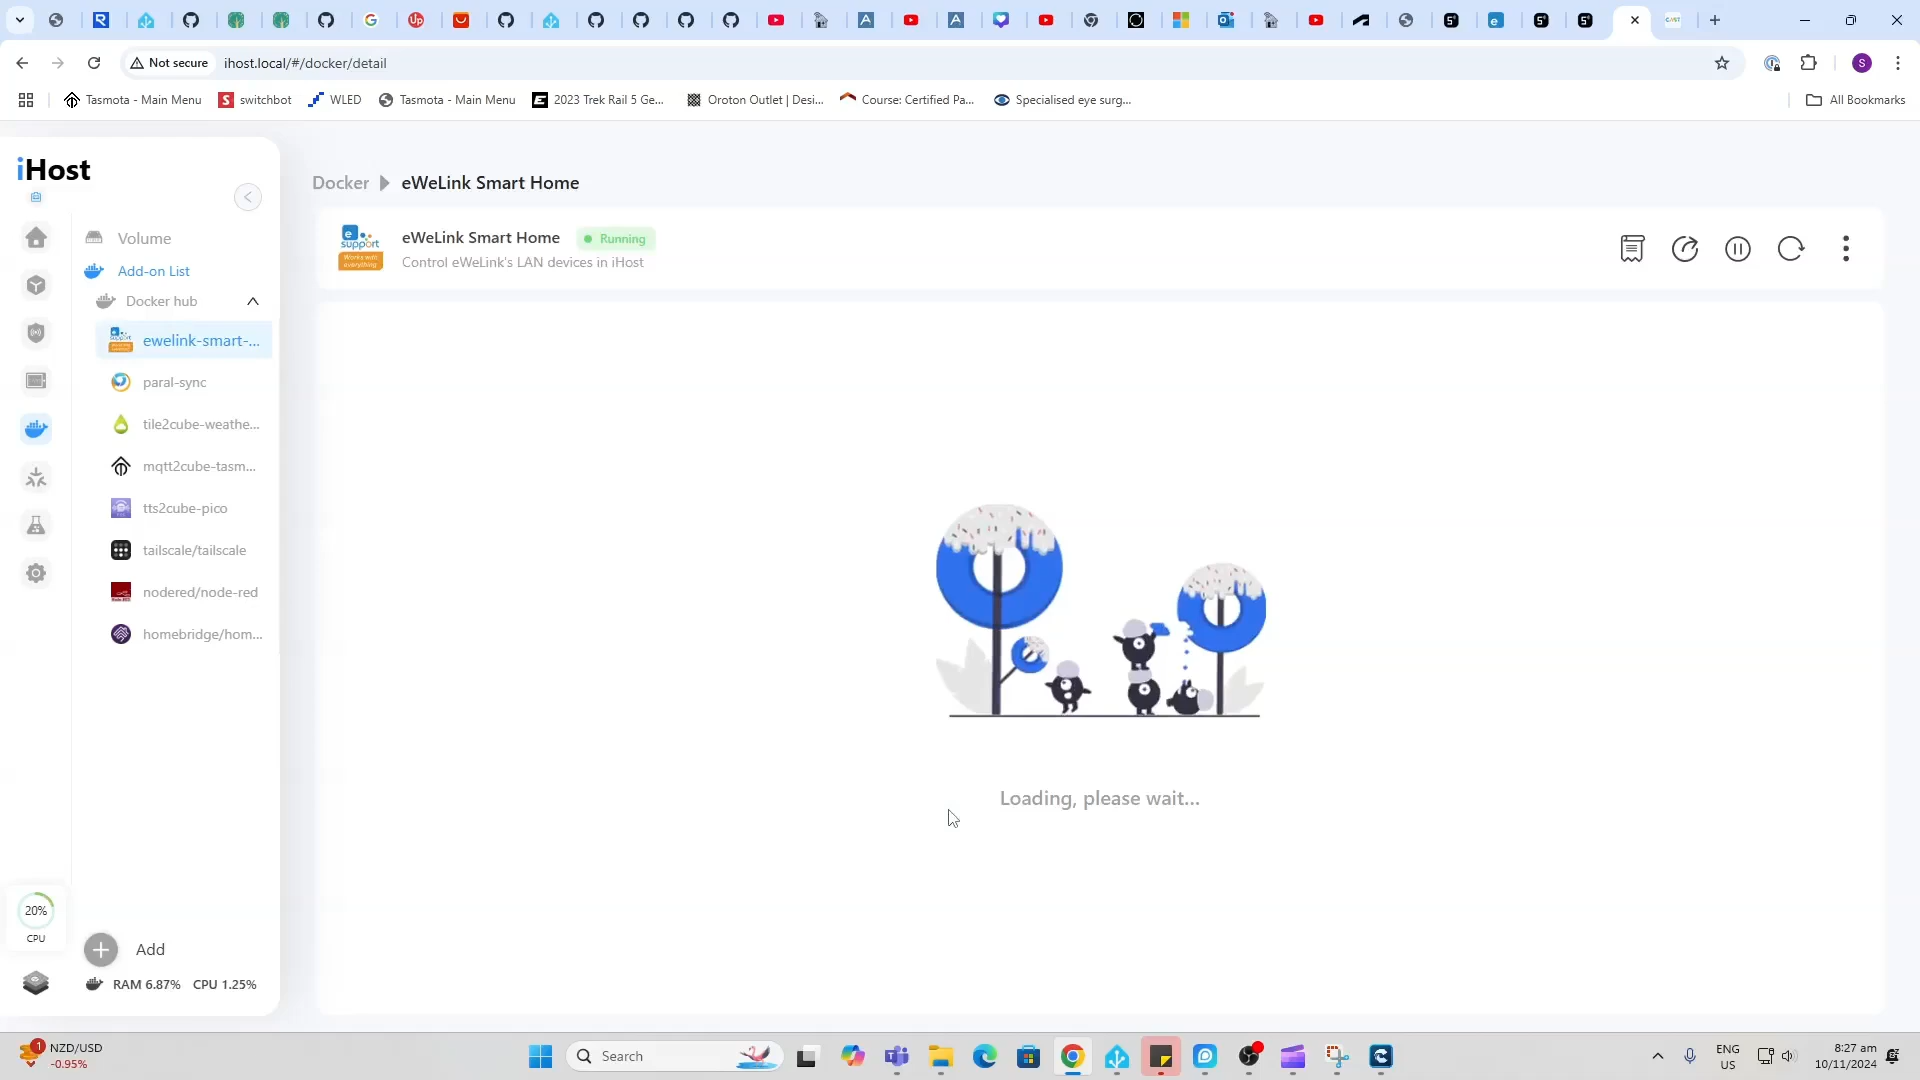 Not secure
ihost.local/#/docker/detail
Tasmota - Main Menu
switchbot
WLED
Tasmota - Main Menu
2023 Trek Rail 5 Ge...
Oroton Outlet | Desi...
Course: Certified Pa...
Specialised eye surg...
All Bookmarks
iHost
Docker
eWeLink Smart Home
Volume
Add-on List
Docker hub
ewelink-smart-...
paral-sync
tile2cube-weathe...
mqtt2cube-tasm...
tts2cube-pico
tailscale/tailscale
nodered/node-red
homebridge/hom...
eWeLink Smart Home
Running
Control eWeLink's LAN devices in iHost
Loading, please wait...
20%
CPU
Add
RAM 6.87% CPU 1.25%
1
NZD/USD
-0.95%
Search
ENG
US
8:27 am
10/11/2024